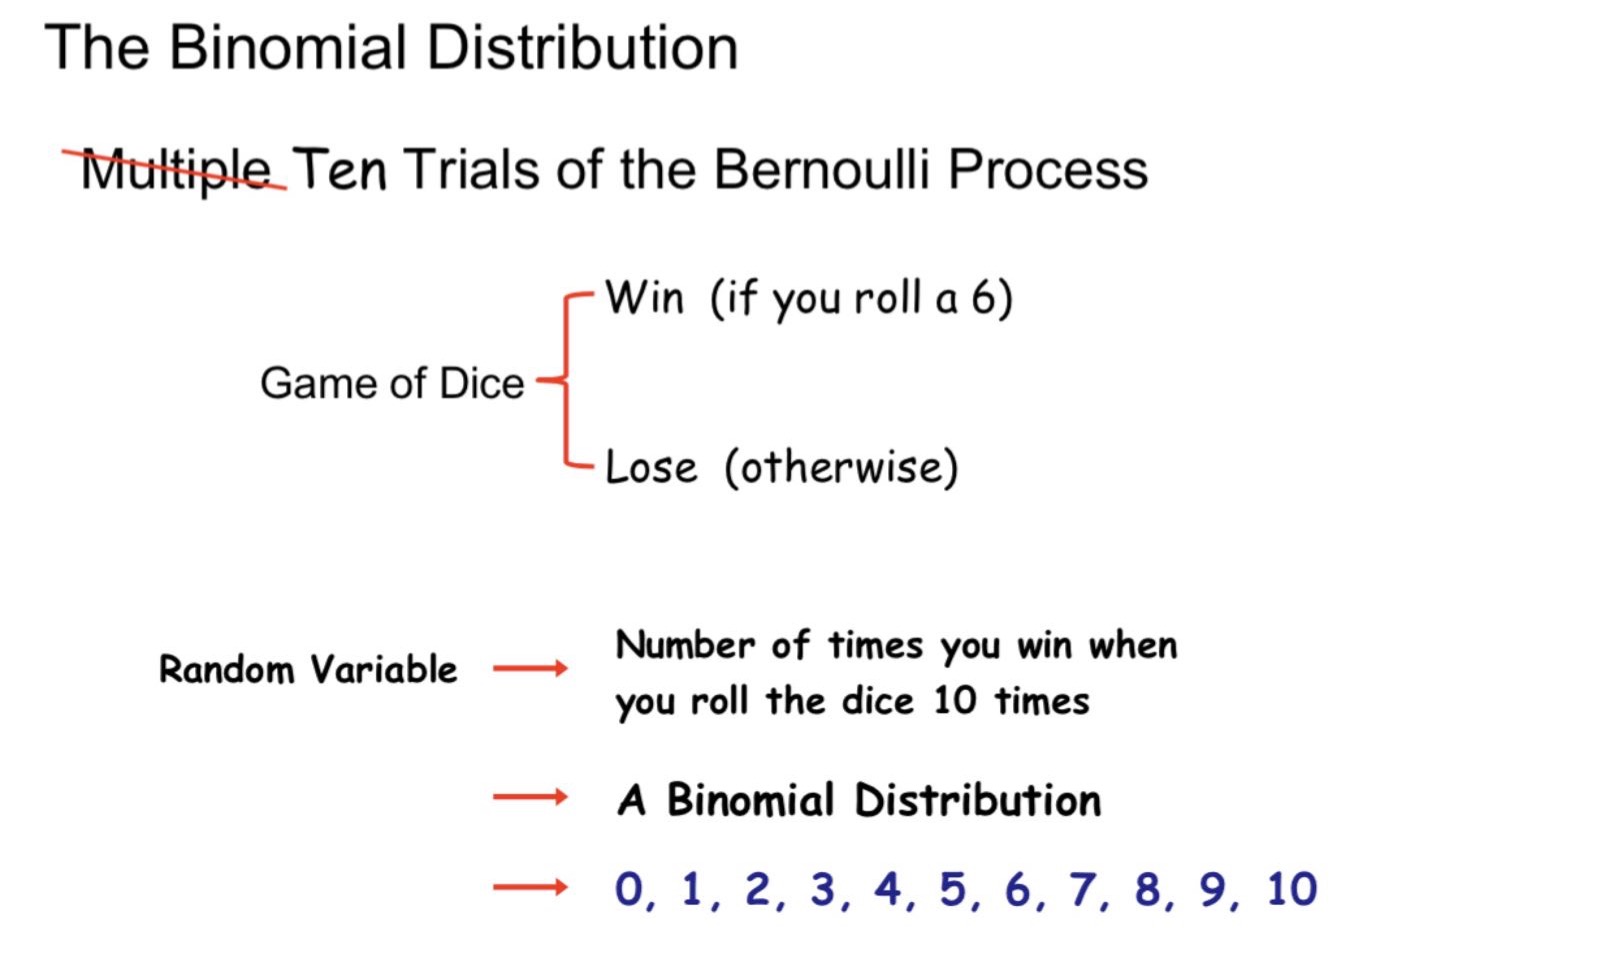 The Binomial Distribution
Multiple Ten Trials of the Bernoulli Process
Win (if you roll a 6)
Game of Dice
Lose (otherwise)
Random Variable
Number of times you win when
you roll the dice 10 times
A Binomial Distribution
0, 1, 2, 3, 4, 5, 6, 7, 8, 9, 10